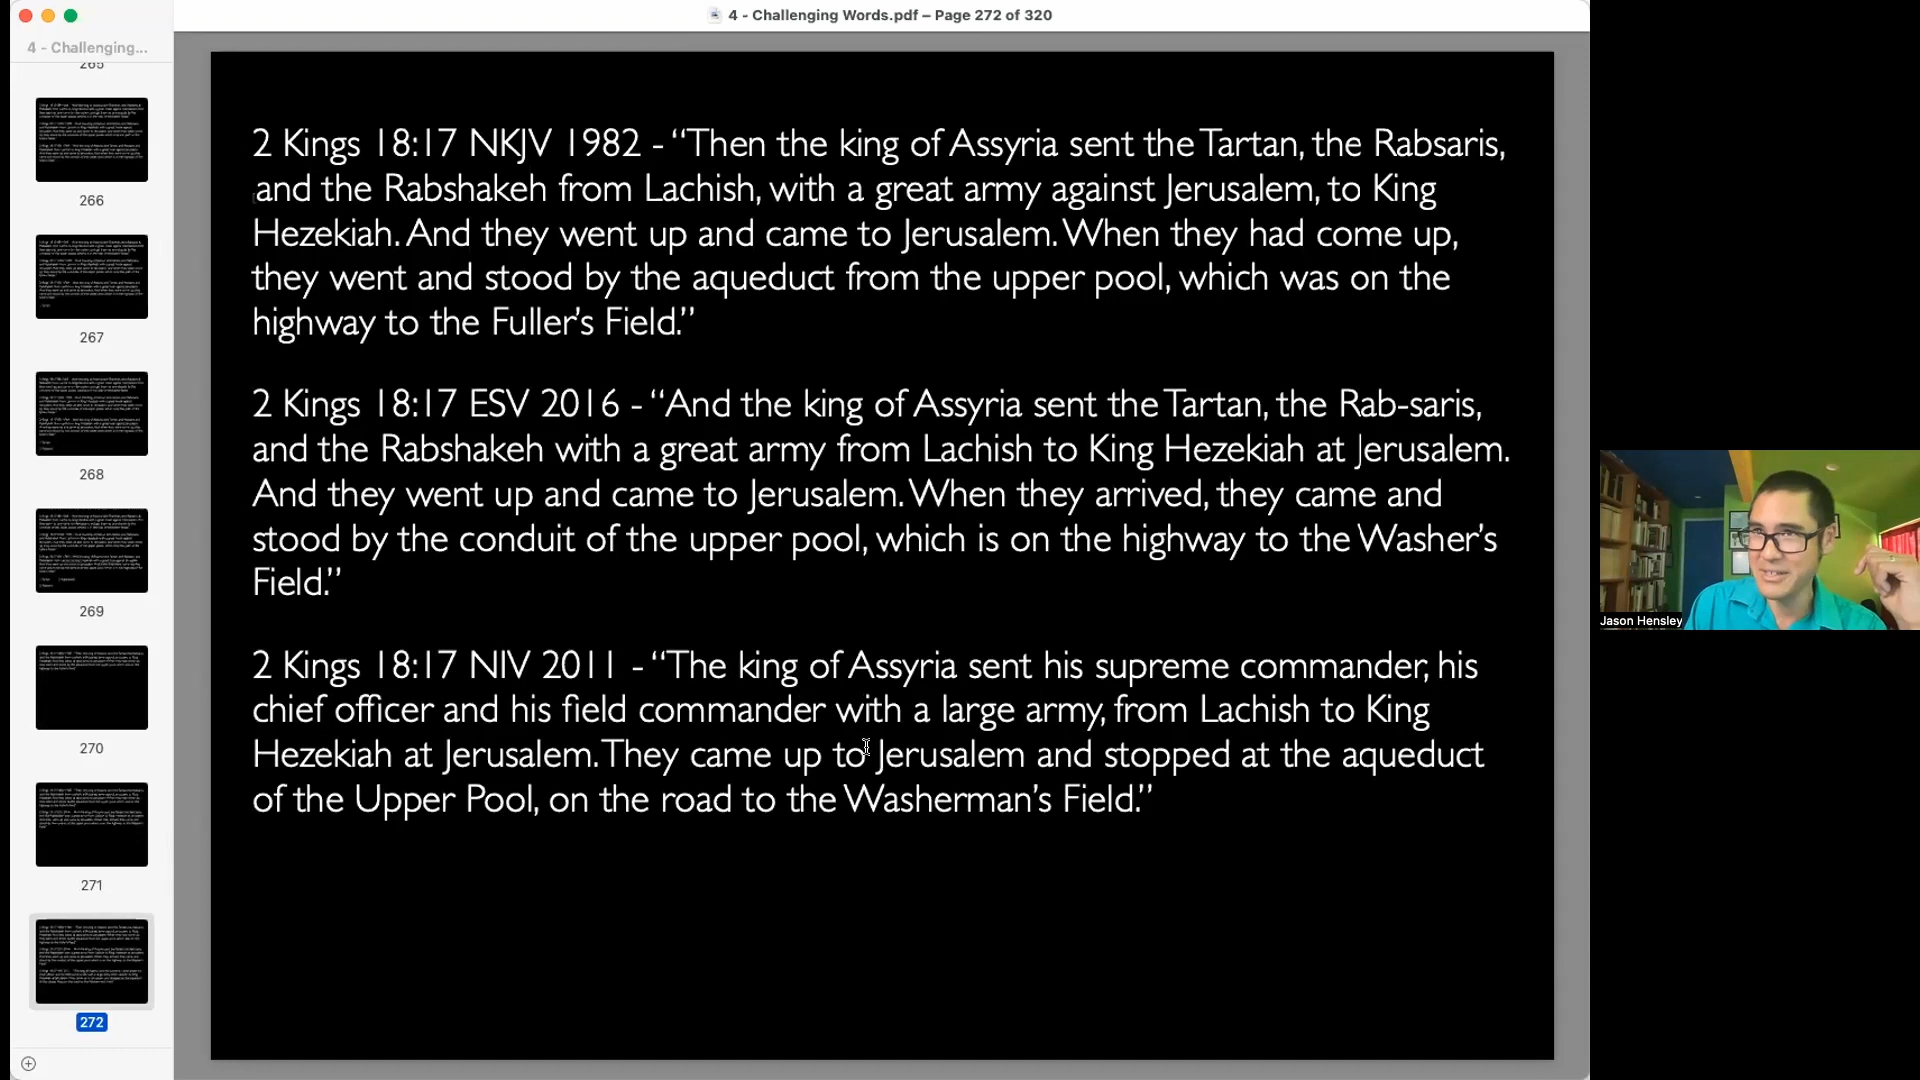 4 - Challenging Words.pdf – Page 272 of 320
4 - Challenging...
265
266
267
268
269
270
271
272
2 Kings 18:17 NKJV 1982 - “Then the king of Assyria sent the Tartan, the Rabsaris,
and the Rabshakeh from Lachish, with a great army against Jerusalem, to King
Hezekiah. And they went up and came to Jerusalem. When they had come up,
they went and stood by the aqueduct from the upper pool, which was on the
highway to the Fuller’s Field.”
2 Kings 18:17 ESV 2016 - “And the king of Assyria sent the Tartan, the Rab-saris,
and the Rabshakeh with a great army from Lachish to King Hezekiah at Jerusalem.
And they went up and came to Jerusalem. When they arrived, they came and
stood by the conduit of the upper pool, which is on the highway to the Washer’s
Field.”
2 Kings 18:17 NIV 2011 - “The king of Assyria sent his supreme commander, his
chief officer and his field commander with a large army, from Lachish to King
Hezekiah at Jerusalem. They came up to Jerusalem and stopped at the aqueduct
of the Upper Pool, on the road to the Washerman’s Field.”
Jason Hensley